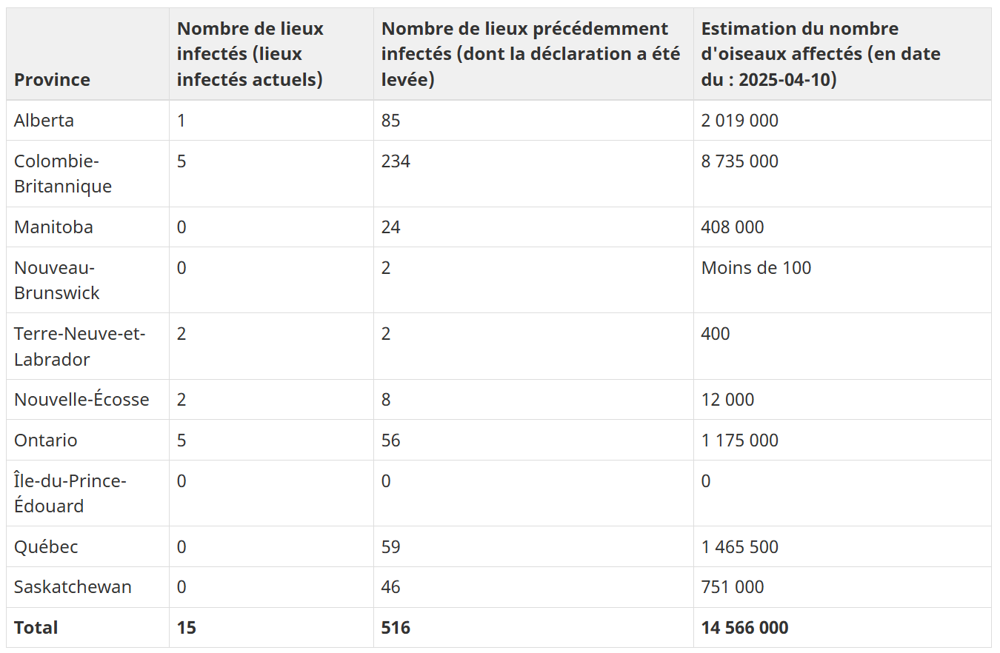 Province
Nombre de lieux
infectés (lieux
infectés actuels)
Nombre de lieux précédemment
infectés (dont la déclaration a été
levée)
Estimation du nombre
d'oiseaux affectés (en date
du : 2025-04-10)
Alberta 1 85 2 019 000
Colombie-
Britannique 5 234 8 735 000
Manitoba 0 24 408 000
Nouveau-
Brunswick 0 2 Moins de 100
Terre-Neuve-et-
Labrador 2 2 400
Nouvelle-Écosse 2 8 12 000
Ontario 5 56 1 175 000
Île-du-Prince-
Édouard 0 0 0
Québec 0 59 1 465 500
Saskatchewan 0 46 751 000
Total 15 516 14 566 000